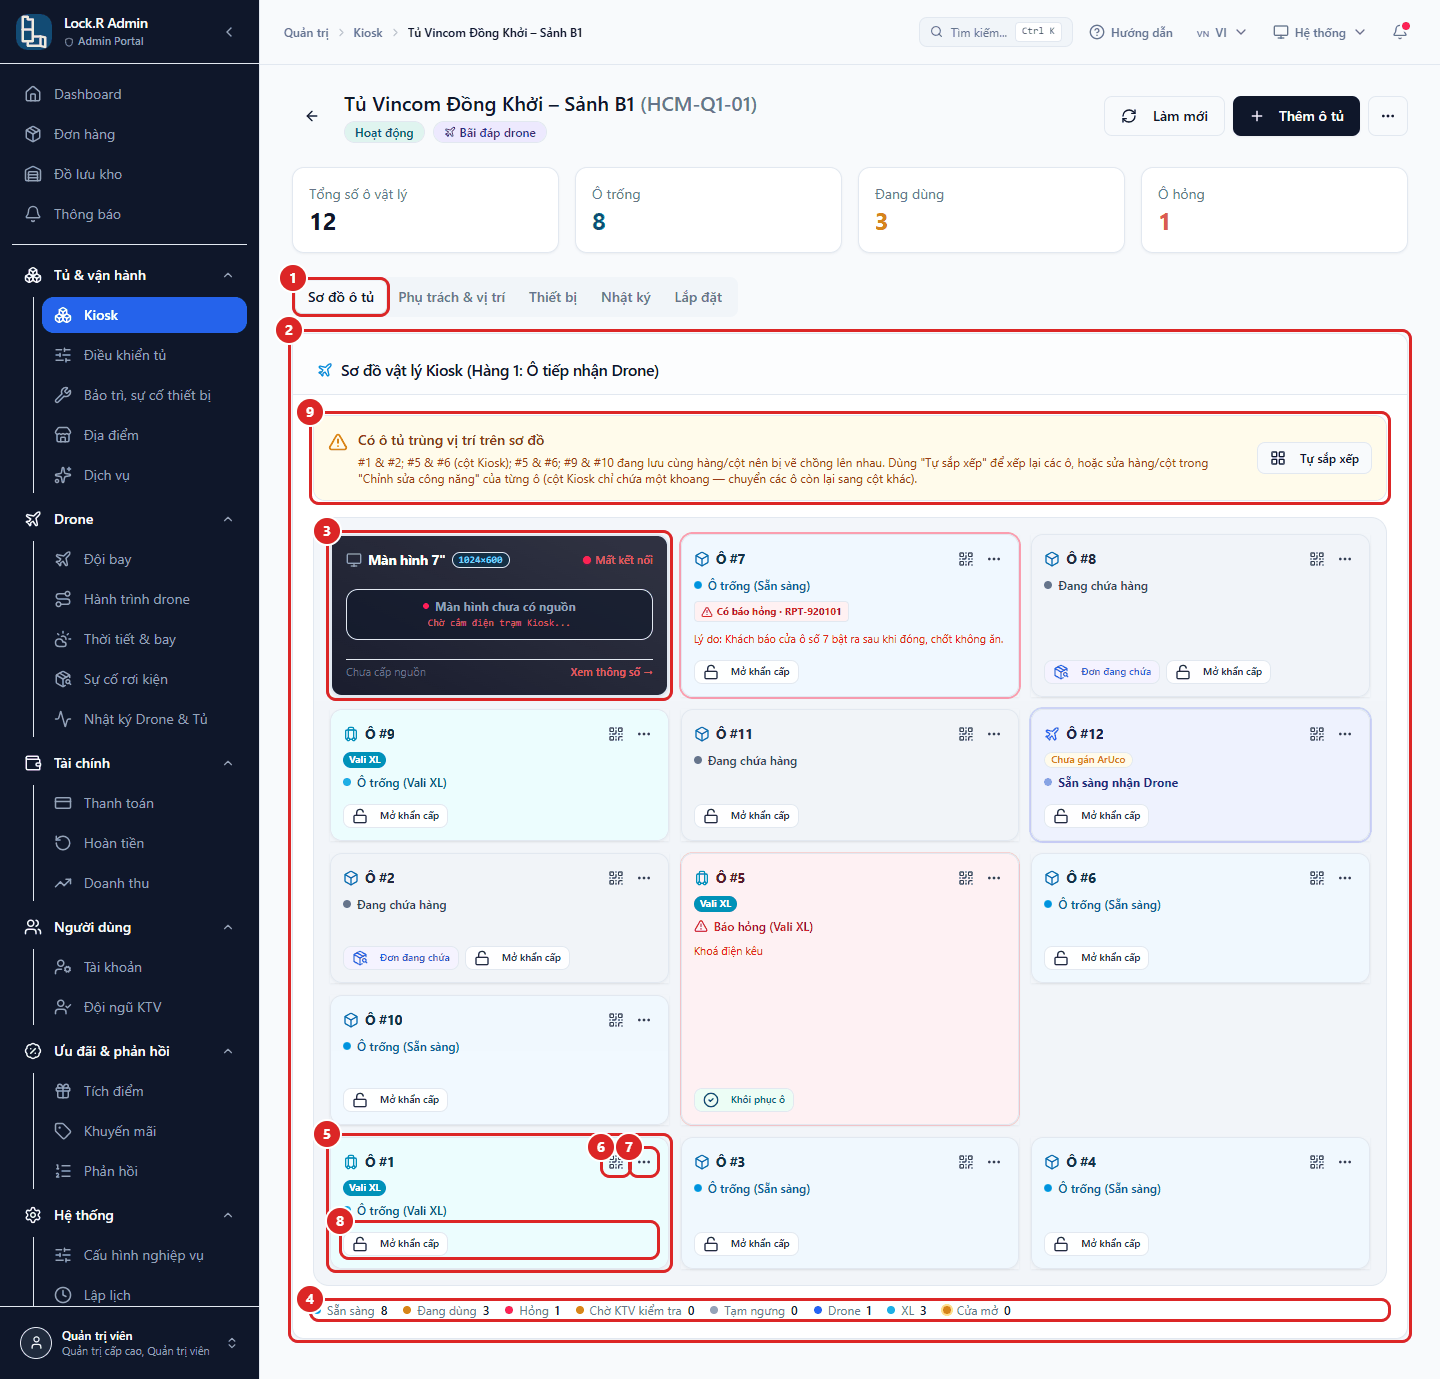 Lock.R Admin
Admin Portal
Dashboard
Đơn hàng
Đồ lưu kho
Thông báo
Tủ & vận hành
Kiosk
Điều khiển tủ
Bảo trì, sự cố thiết bị
Địa điểm
Dịch vụ
Drone
Đội bay
Hành trình drone
Thời tiết & bay
Sự cố rơi kiện
Nhật ký Drone & Tủ
Tài chính
Thanh toán
Hoàn tiền
Doanh thu
Người dùng
Tài khoản
Đội ngũ KTV
Ưu đãi & phản hồi
Tích điểm
Khuyến mãi
Phản hồi
Hệ thống
Cấu hình nghiệp vụ
Lập lịch
Quản trị viên
Quản trị cấp cao, Quản trị viên
Quản trị > Kiosk > Tủ Vincom Đồng Khởi – Sảnh B1
Tìm kiếm... Ctrl K
Hướng dẫn
VN VI
Hệ thống
Tủ Vincom Đồng Khởi – Sảnh B1 (HCM-Q1-01)
Hoạt động
Bãi đáp drone
Làm mới
Thêm ô tủ
Tổng số ô vật lý
12
Ô trống
8
Đang dùng
3
Ô hỏng
1
1
Sơ đồ ô tủ
Phụ trách & vị trí
Thiết bị
Nhật ký
Lắp đặt
2
Sơ đồ vật lý Kiosk (Hàng 1: Ô tiếp nhận Drone)
9
Có ô tủ trùng vị trí trên sơ đồ
#1 & #2; #5 & #6 (cột Kiosk); #5 & #6; #9 & #10 đang lưu cùng hàng/cột nên bị vẽ chồng lên nhau. Dùng "Tự sắp xếp" để xếp lại các ô, hoặc sửa hàng/cột trong
"Chỉnh sửa công năng" của từng ô (cột Kiosk chỉ chứa một khoang — chuyển các ô còn lại sang cột khác).
Tự sắp xếp
3
Màn hình 7" 1024×600 Mất kết nối
Màn hình chưa có nguồn
Chờ cắm điện trạm Kiosk...
Chưa cấp nguồn
Xem thông số →
Ô #7
Ô trống (Sẵn sàng)
Có báo hỏng · RPT-920101
Lý do: Khách báo cửa ô số 7 bật ra sau khi đóng, chốt không ăn.
Mở khẩn cấp
Ô #8
Đang chứa hàng
Đơn đang chứa
Mở khẩn cấp
Ô #9
Vali XL
Ô trống (Vali XL)
Mở khẩn cấp
Ô #11
Đang chứa hàng
Mở khẩn cấp
Ô #12
Chưa gán ArUco
Sẵn sàng nhận Drone
Mở khẩn cấp
Ô #2
Đang chứa hàng
Đơn đang chứa
Mở khẩn cấp
Ô #5
Vali XL
Báo hỏng (Vali XL)
Khoá điện kêu
Khôi phục ô
Ô #6
Ô trống (Sẵn sàng)
Mở khẩn cấp
Ô #10
Ô trống (Sẵn sàng)
Mở khẩn cấp
5
6
7
Ô #1
Vali XL
Ô trống (Vali XL)
8
Mở khẩn cấp
Ô #3
Ô trống (Sẵn sàng)
Mở khẩn cấp
Ô #4
Ô trống (Sẵn sàng)
Mở khẩn cấp
4
Sẵn sàng 8 Đang dùng 3 Hỏng 1 Chờ KTV kiểm tra 0 Tạm ngưng 0 Drone 1 XL 3 Cửa mở 0